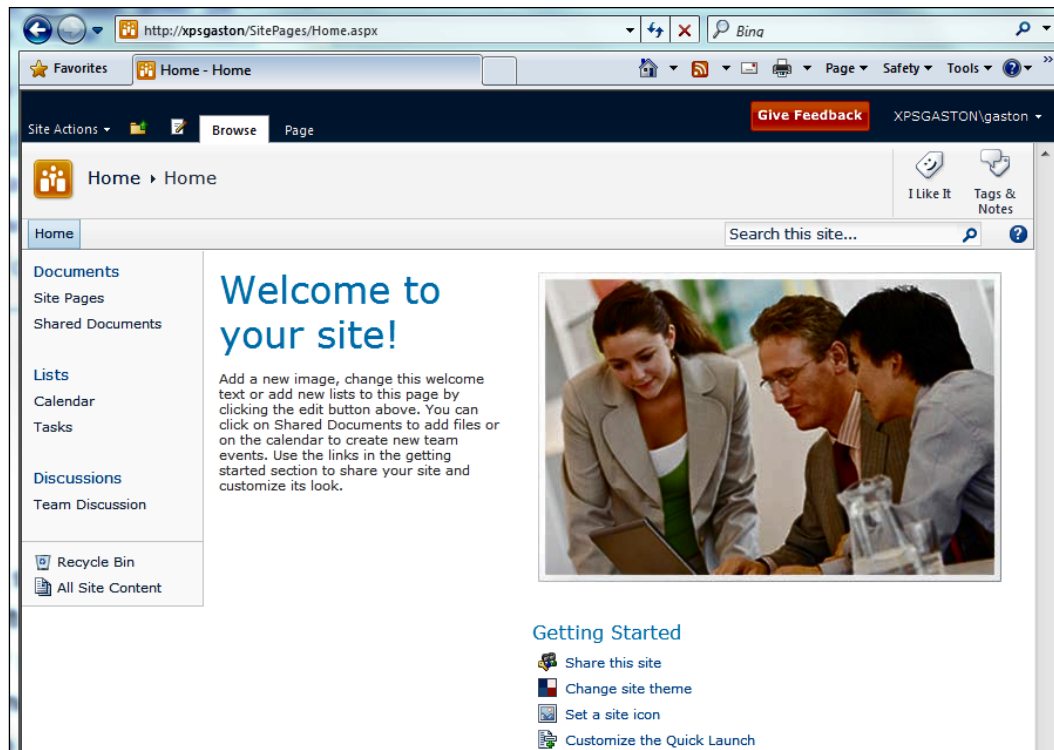 http://xpsgaston/SitePages/Home.aspx
Bing
Favorites
Home - Home
Page
Safety
Tools
Site Actions
Browse
Page
Give Feedback
XPSGASTON\gaston
Home ▸ Home
I Like It
Tags &
Notes
Home
Search this site...
Documents
Site Pages
Shared Documents
Lists
Calendar
Tasks
Discussions
Team Discussion
Recycle Bin
All Site Content
Welcome to
your site!
Add a new image, change this welcome
text or add new lists to this page by
clicking the edit button above. You can
click on Shared Documents to add files or
on the calendar to create new team
events. Use the links in the getting
started section to share your site and
customize its look.
Getting Started
Share this site
Change site theme
Set a site icon
Customize the Quick Launch